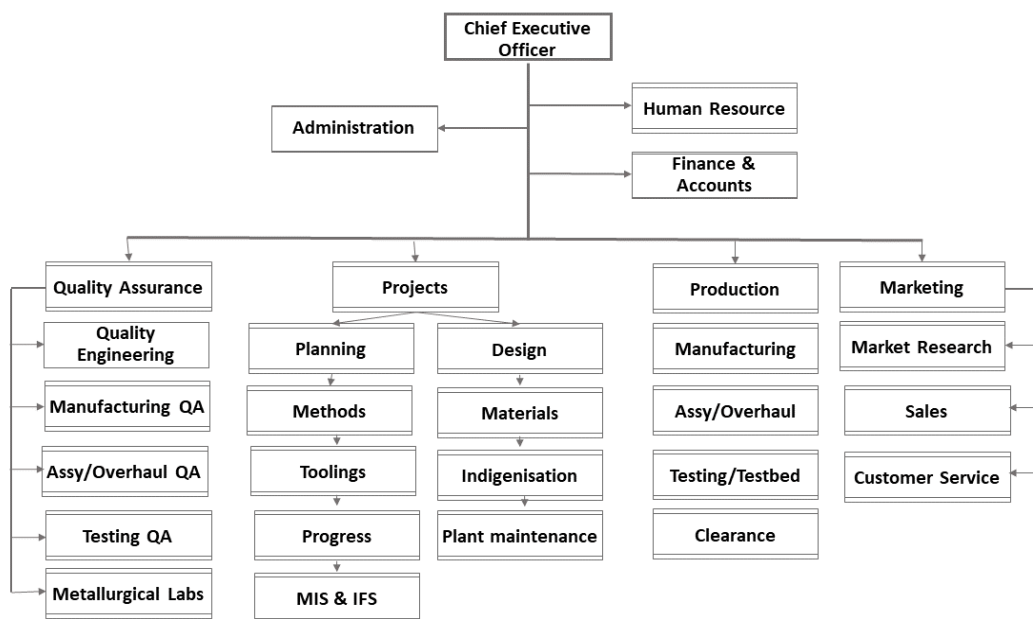 Chief Executive
Officer
Human Resource
Administration
Finance &
Accounts
Quality Assurance
Projects
Production
Marketing
Quality
Engineering
Planning
Design
Manufacturing
Market Research
Manufacturing QA
Methods
Materials
Assy/Overhaul
Sales
Assy/Overhaul QA
Toolings
Indigenisation
Testing/Testbed
Customer Service
Testing QA
Progress
Plant maintenance
Clearance
Metallurgical Labs
MIS & IFS